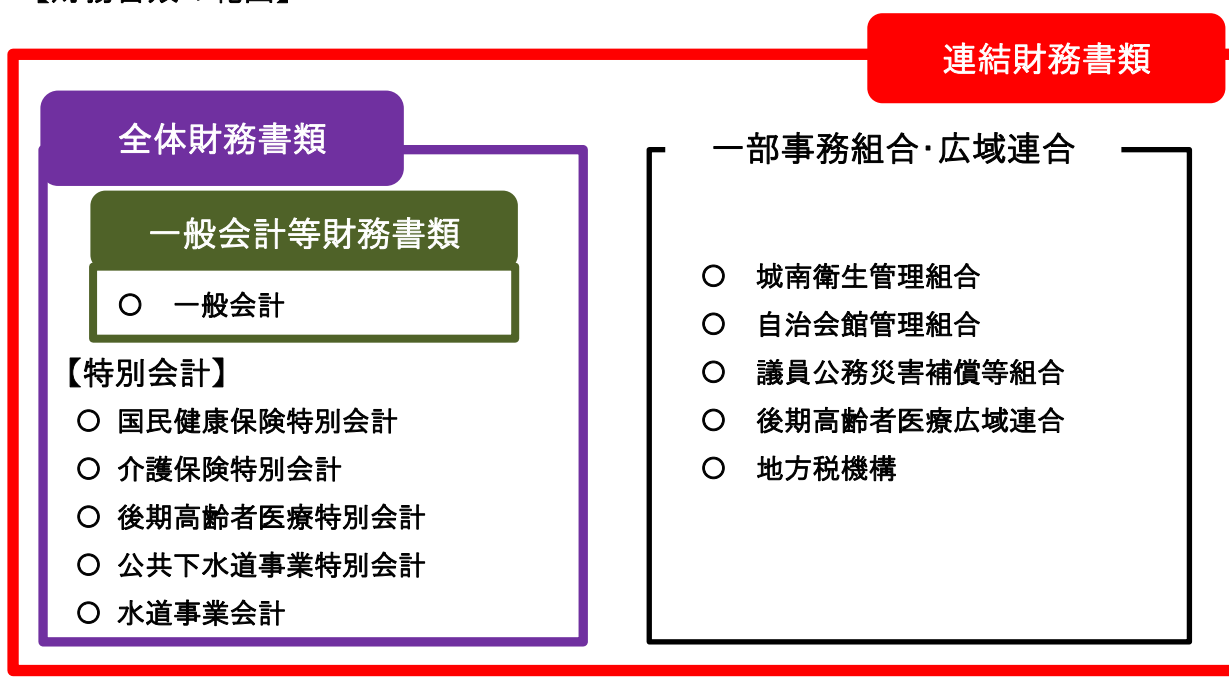 連結財務書類
全体財務書類
一般会計等財務書類
○ 一般会計
【特別会計】
○ 国民健康保険特別会計
○ 介護保険特別会計
○ 後期高齢者医療特別会計
○ 公共下水道事業特別会計
○ 水道事業会計
一部事務組合・広域連合
○ 城南衛生管理組合
○ 自治会館管理組合
○ 議員公務災害補償等組合
○ 後期高齢者医療広域連合
○ 地方税機構